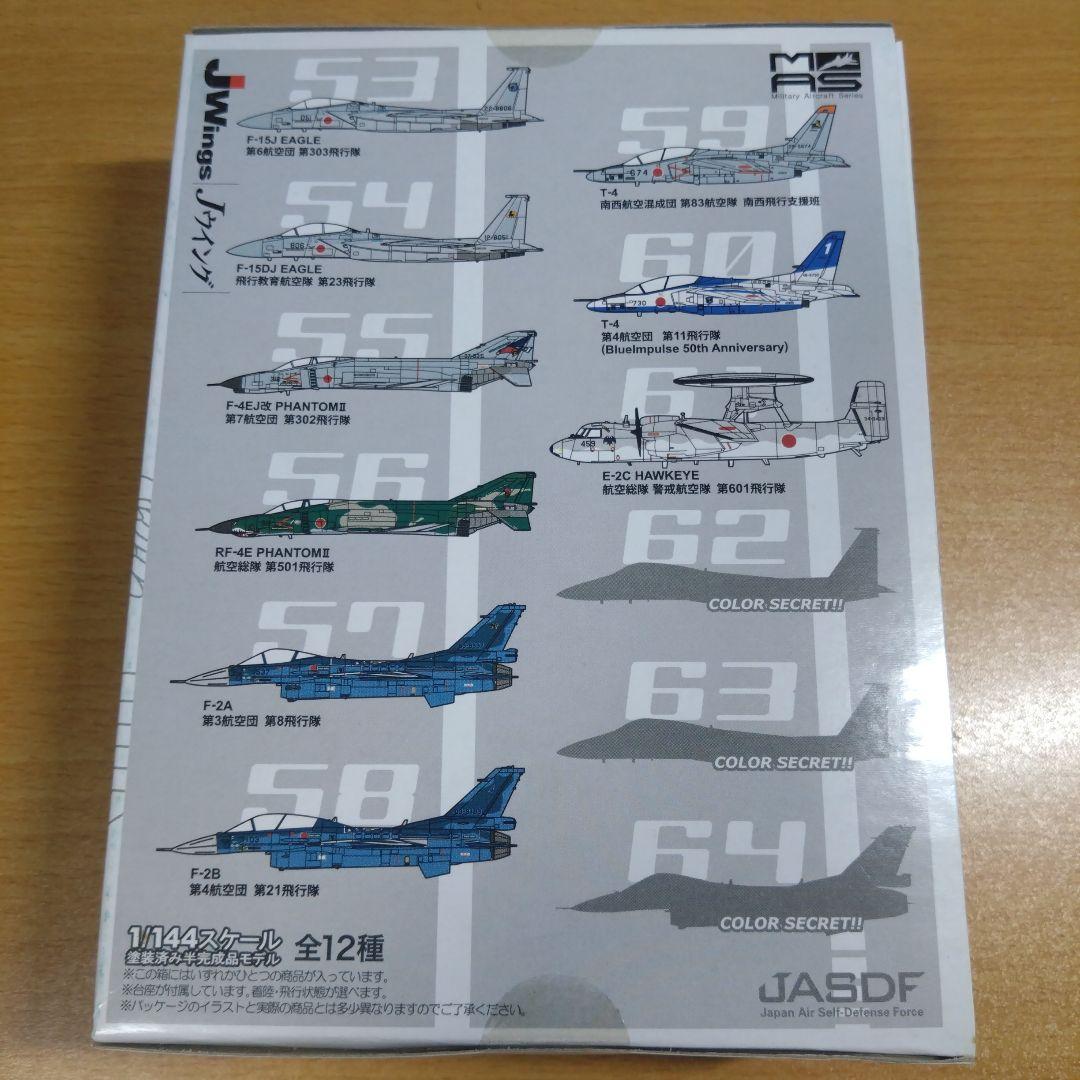 JWings
Jウイング
53
F-15J EAGLE
第6航空団 第303飛行隊
54
F-15DJ EAGLE
飛行教育航空隊 第23飛行隊
55
F-4EJ改 PHANTOMⅡ
第7航空団 第302飛行隊
56
RF-4E PHANTOMⅡ
航空総隊 第501飛行隊
57
F-2A
第3航空団 第8飛行隊
58
F-2B
第4航空団 第21飛行隊
1/144スケール
塗装済み半完成品モデル
全12種
※この箱にはいずれかひとつの商品が入っています。
※台座が付属しています。着陸・飛行状態が選べます。
※パッケージのイラストと実際の商品とは多少異なりますのでご了承ください。
MAS
Military Aircraft Series
59
674
T-4
南西航空混成団 第83航空隊 南西飛行支援班
60
1
730
T-4
第4航空団 第11飛行隊
(BlueImpulse 50th Anniversary)
61
459
E-2C HAWKEYE
航空総隊 警戒航空隊 第601飛行隊
62
COLOR SECRET!!
63
COLOR SECRET!!
64
COLOR SECRET!!
JASDF
Japan Air Self-Defense Force